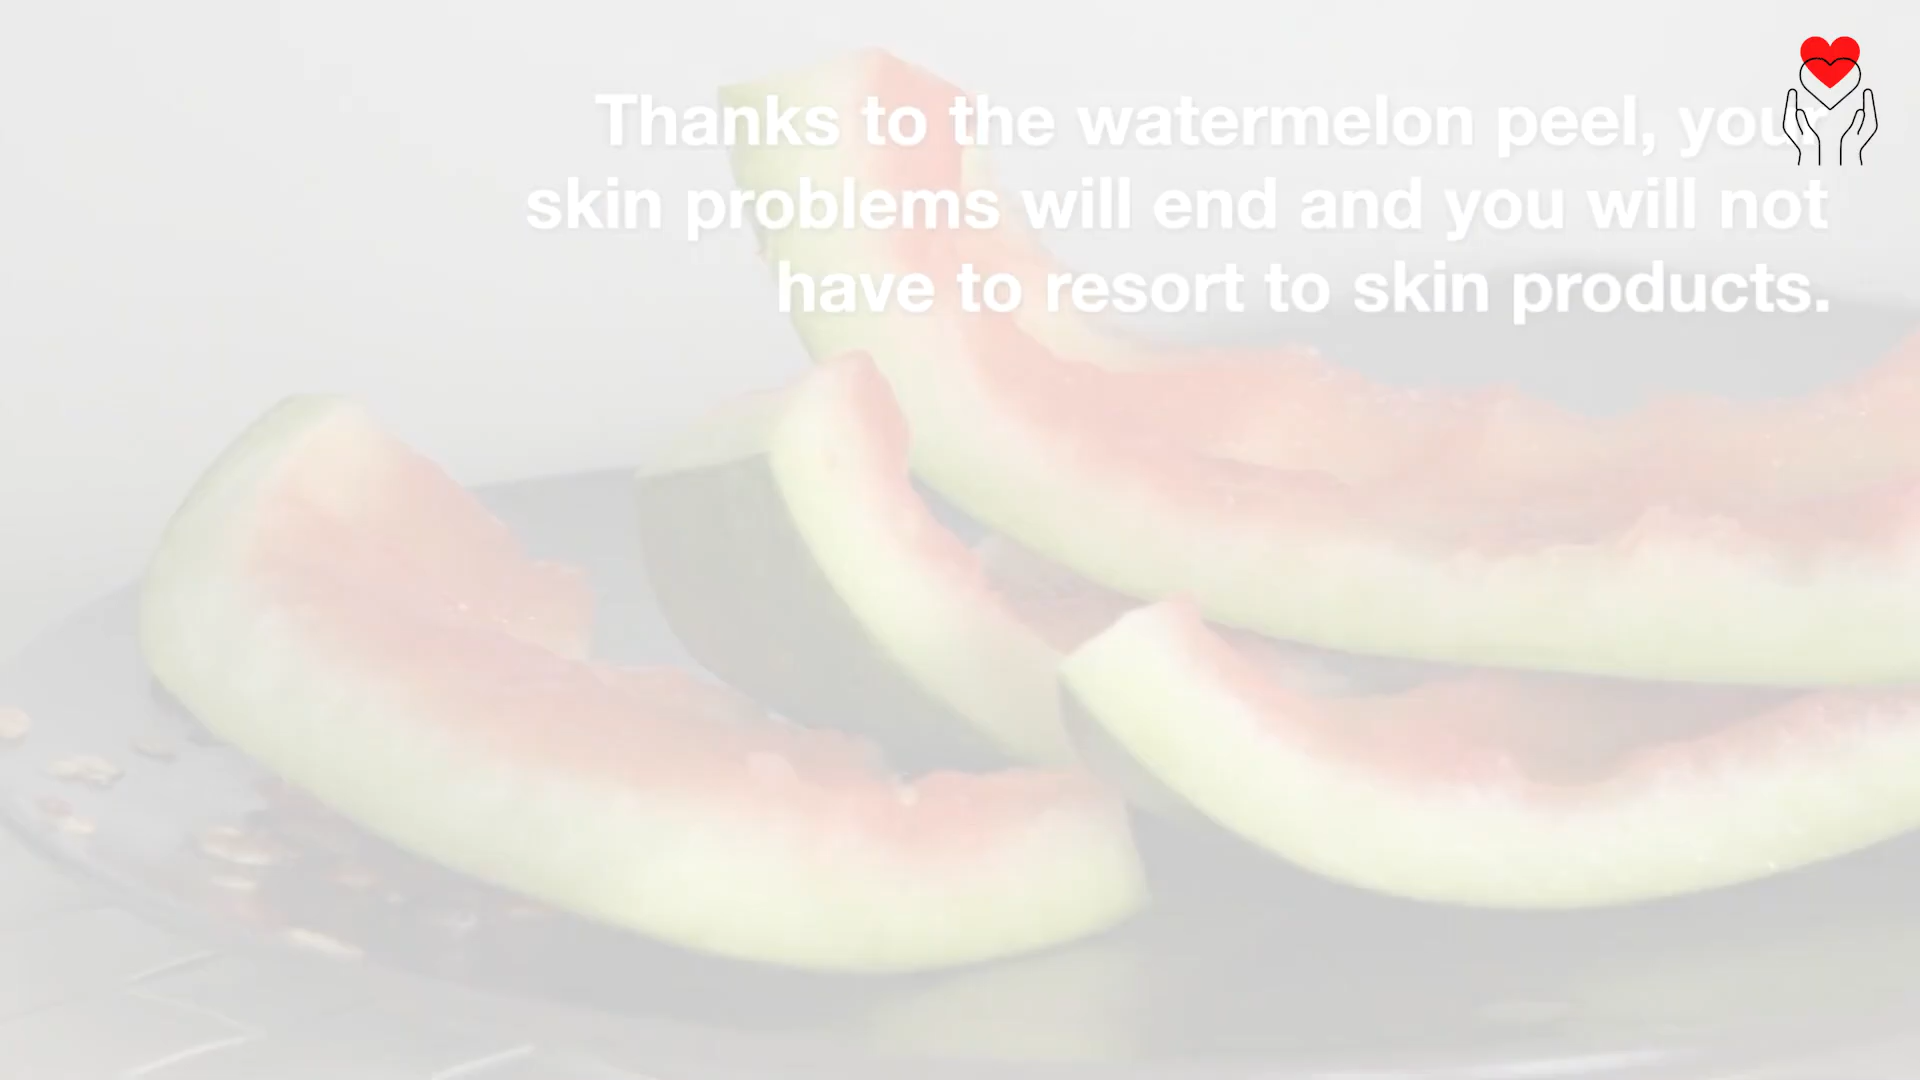 Thanks to the watermelon peel, your
skin problems will end and you will not
have to resort to skin products.